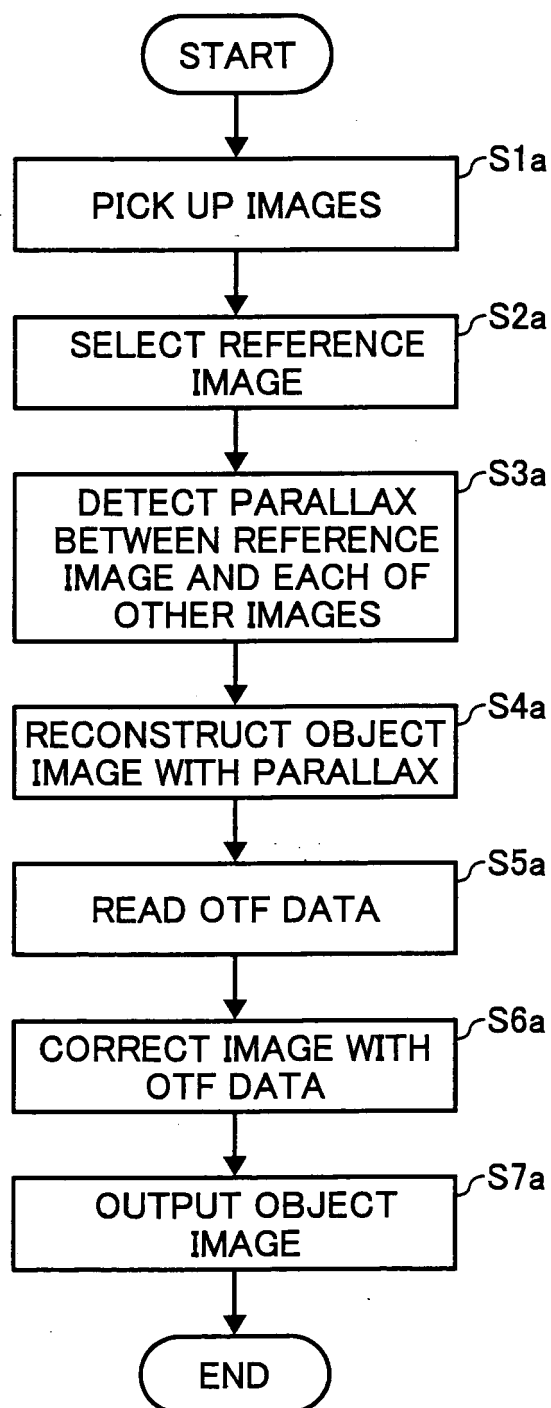 START
S1a
PICK UP IMAGES
S2a
SELECT REFERENCE
IMAGE
S3a
DETECT PARALLAX
BETWEEN REFERENCE
IMAGE AND EACH OF
OTHER IMAGES
S4a
RECONSTRUCT OBJECT
IMAGE WITH PARALLAX
S5a
READ OTF DATA
S6a
CORRECT IMAGE WITH
OTF DATA
S7a
OUTPUT OBJECT
IMAGE
END